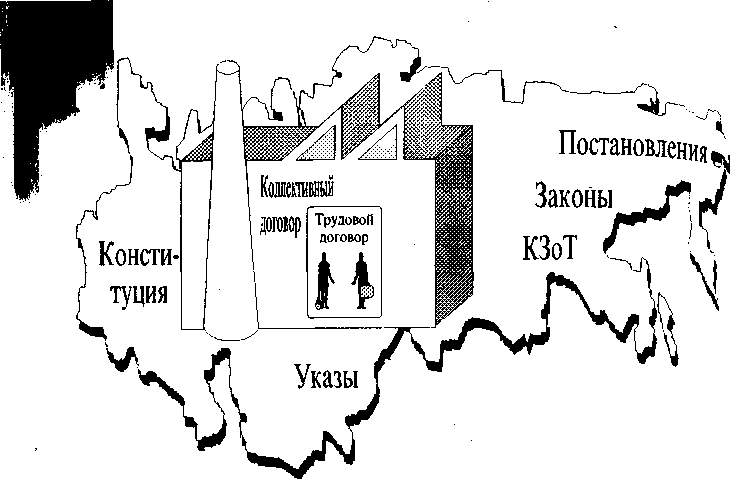 Постановления
Законы
КЗоТ
Коллективный
договор
Трудовой
договор
Консти-
туция
Указы